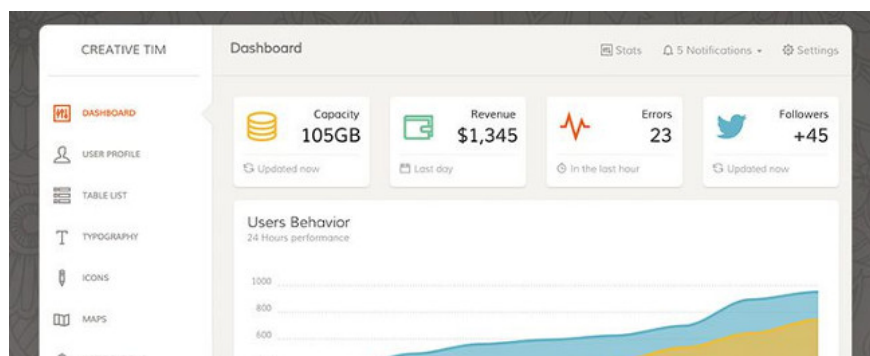 CREATIVE TIM
Dashboard
Stats
5 Notifications
Settings
DASHBOARD
USER PROFILE
TABLE LIST
TYPOGRAPHY
ICONS
MAPS
Capacity
105GB
Updated now
Revenue
$1,345
Last day
Errors
23
In the last hour
Followers
+45
Updated now
Users Behavior
24 Hours performance
1000
800
600